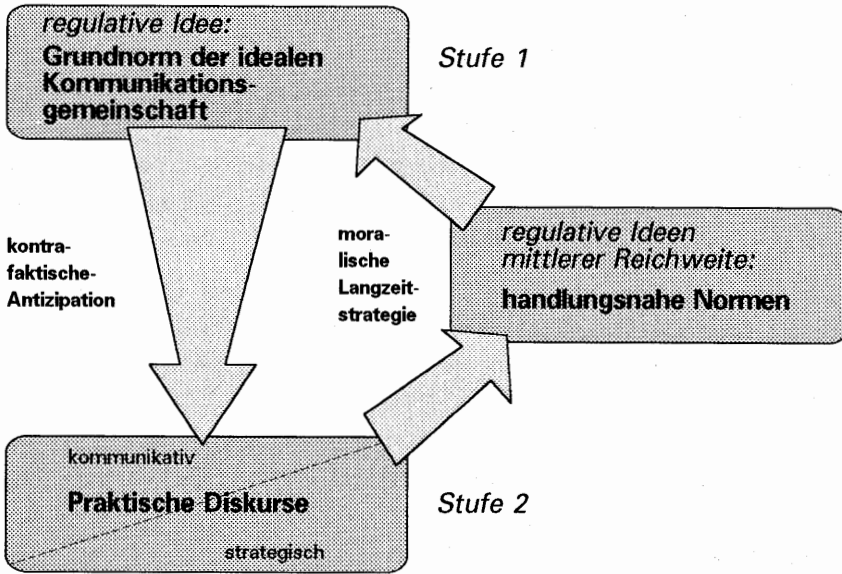 regulative Idee:
Grundnorm der idealen
Kommunikations-
gemeinschaft
Stufe 1
kontra-
faktische-
Antizipation
mora-
lische
Langzeit-
strategie
regulative Ideen
mittlerer Reichweite:
handlungsnahe Normen
kommunikativ
Praktische Diskurse
strategisch
Stufe 2